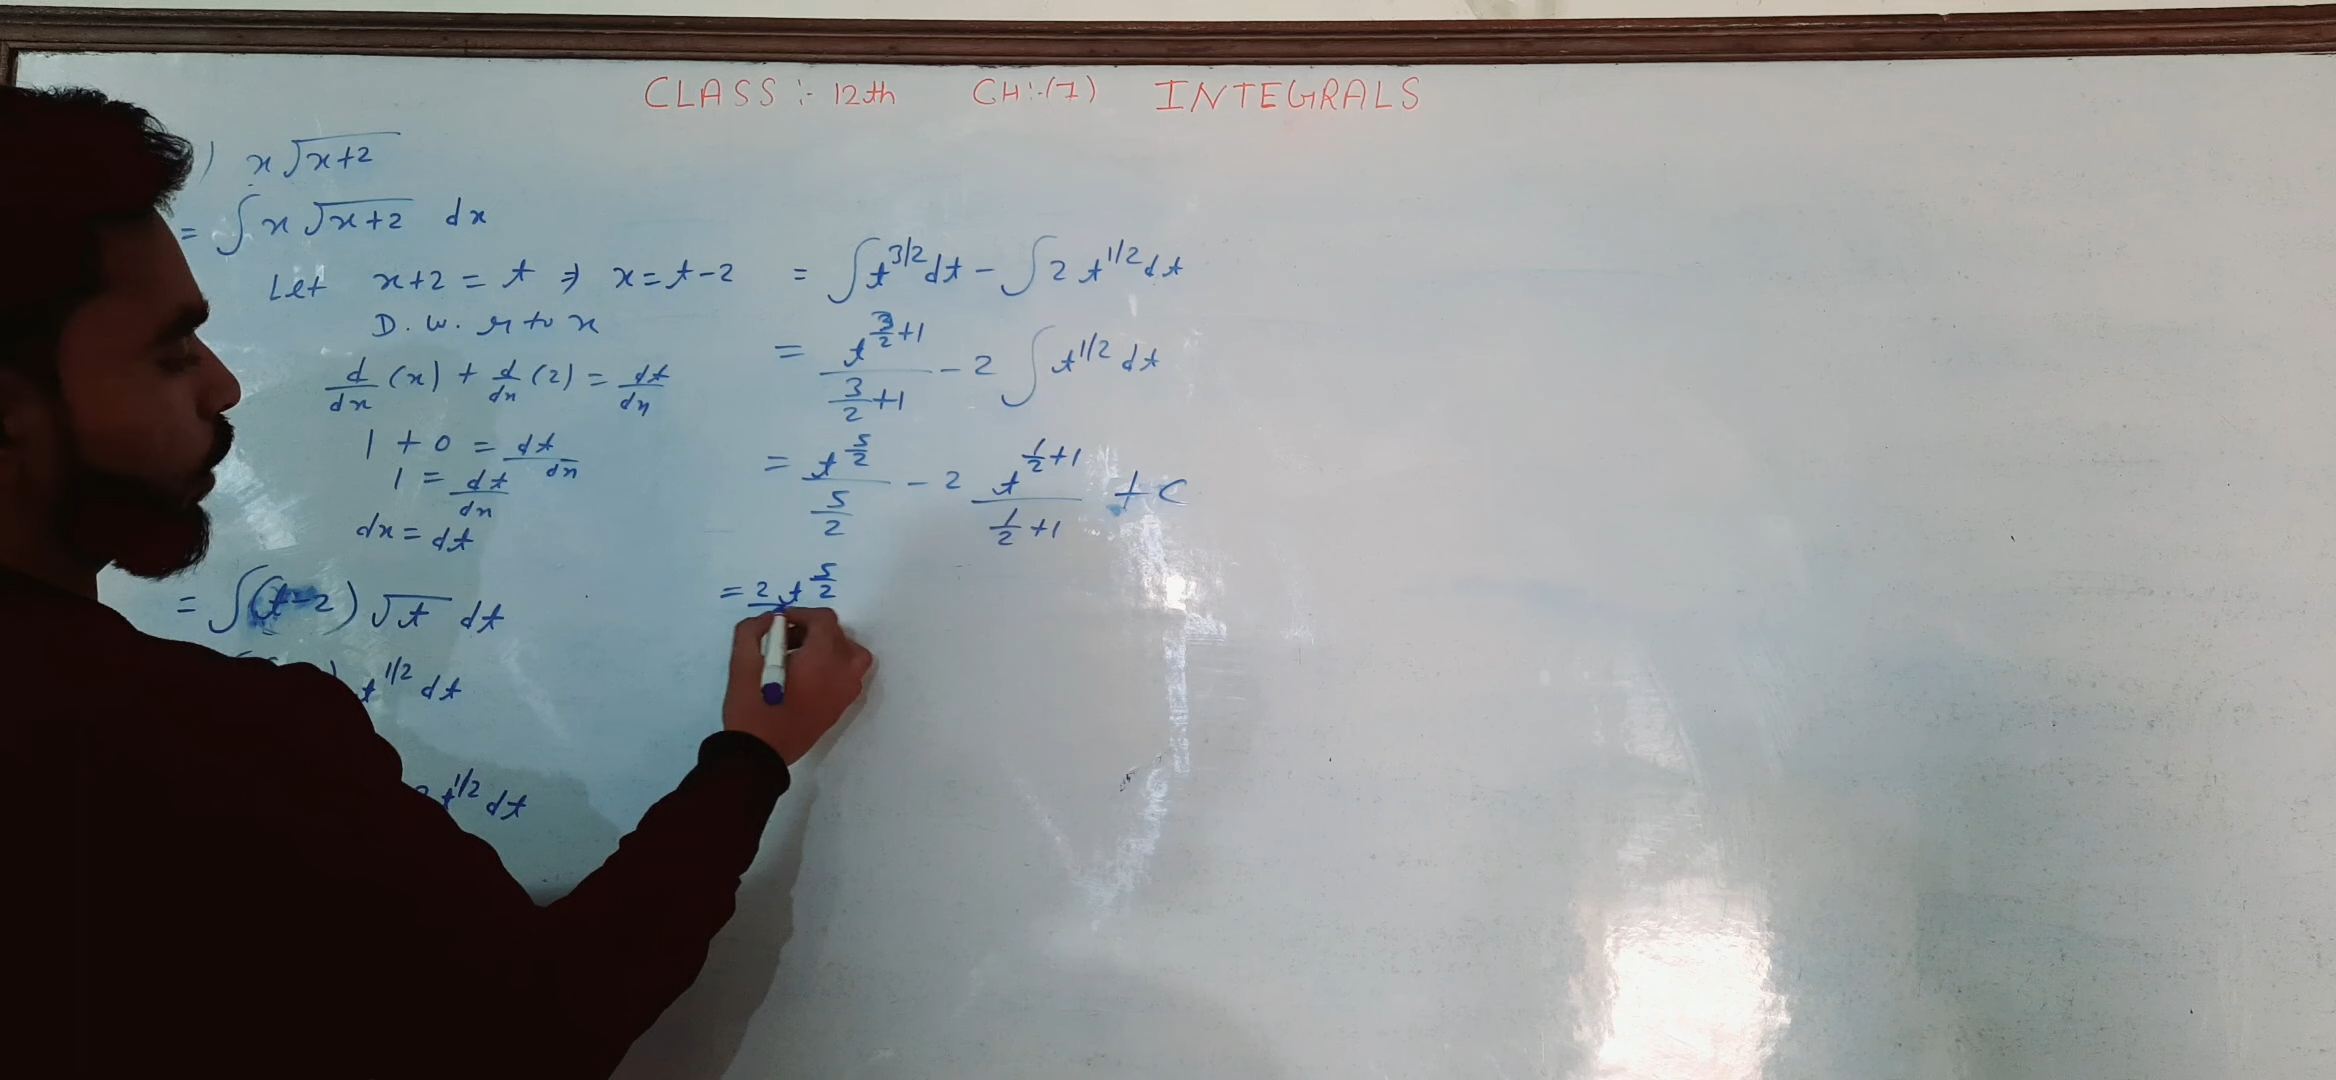 CLASS :- 12th CH:-(7) INTEGRALS
) x √x+2
= ∫ x √x+2 dx
Let x+2 = t ⇒ x = t-2
D. w. r to x
d/dx (x) + d/dx (2) = dt/dx
1 + 0 = dt/dx
1 = dt/dx
dx = dt
= ∫(t-2) √t dt
t^1/2 dt
t^1/2 dt
= ∫ t^3/2 dt - ∫ 2 t^1/2 dt
= t^(3/2+1) / (3/2+1) - 2 ∫ t^1/2 dt
= t^(5/2) / (5/2) - 2 t^(1/2+1) / (1/2+1) + C
= 2 t^(5/2)